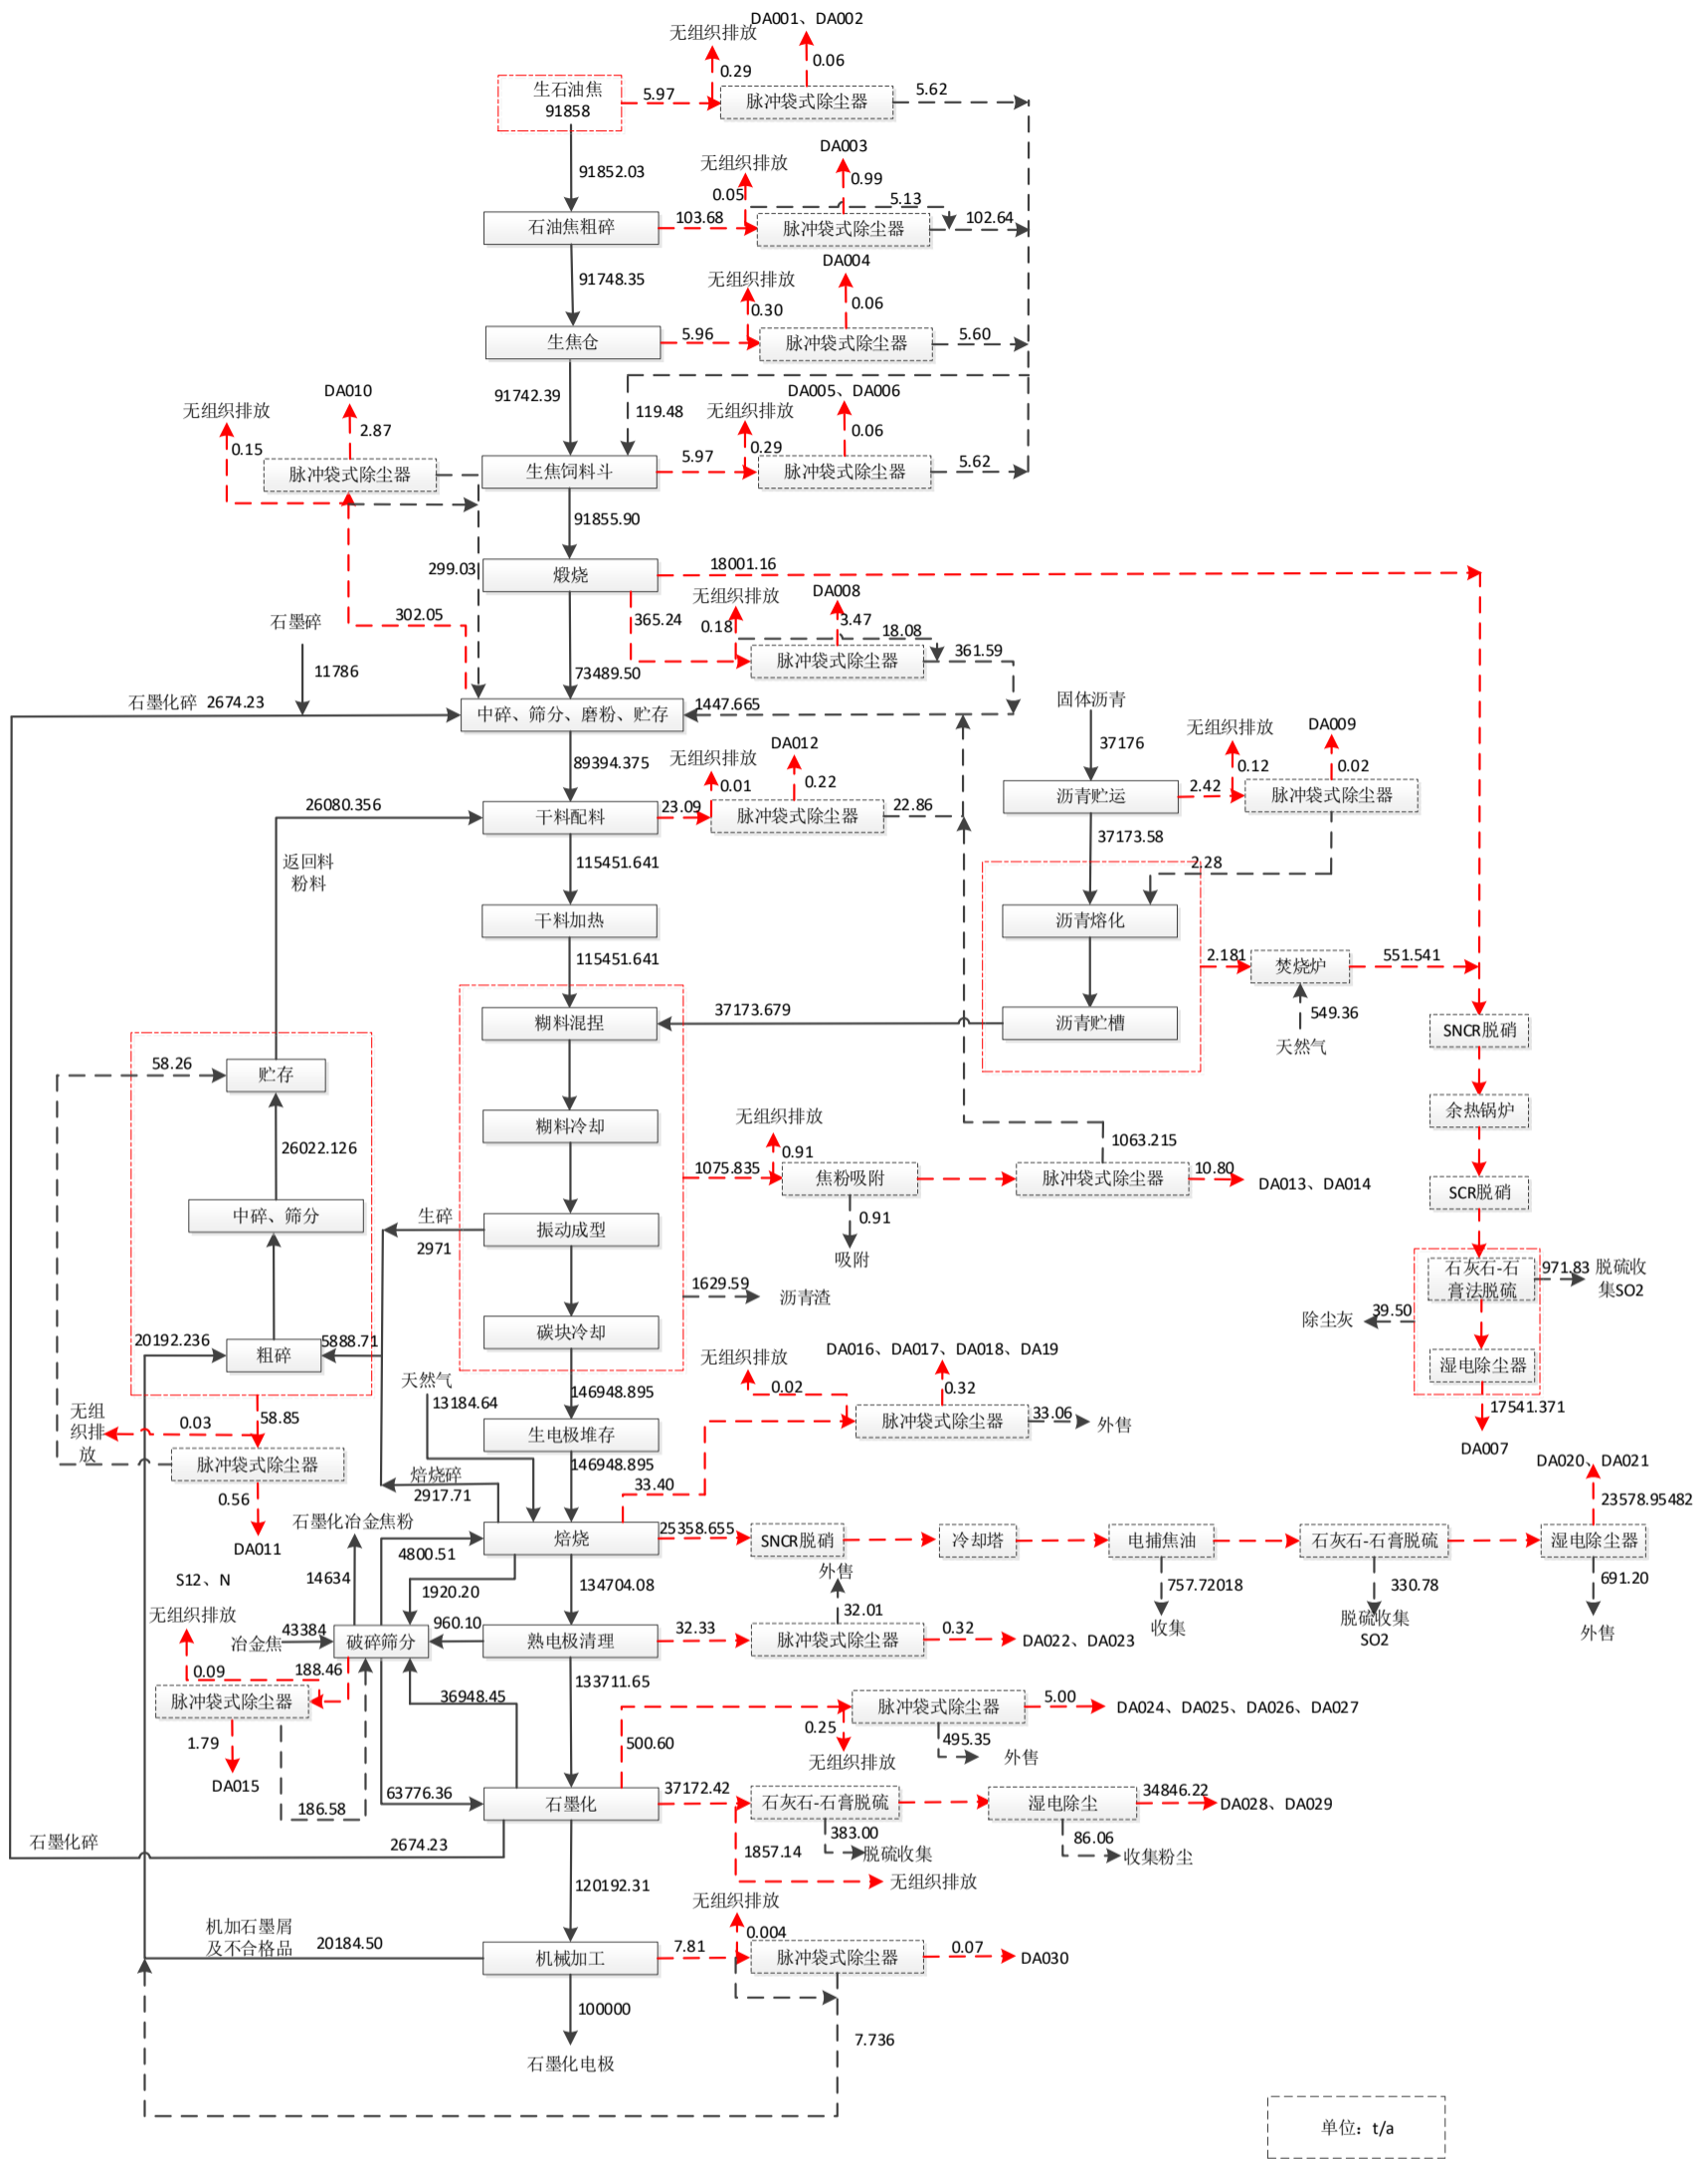 DA001、DA002
无组织排放
0.06
0.29
生石油焦
91858
5.97
脉冲袋式除尘器
5.62
DA003
无组织排放
91852.03
0.99
0.05
5.13
石油焦粗碎
103.68
脉冲袋式除尘器
102.64
DA004
无组织排放
91748.35
0.30
0.06
生焦仓
5.96
脉冲袋式除尘器
5.60
DA010
DA005、DA006
91742.39
无组织排放
119.48
无组织排放
2.87
0.06
0.15
0.29
脉冲袋式除尘器
生焦饲料斗
5.97
脉冲袋式除尘器
5.62
91855.90
299.03
煅烧
18001.16
DA008
无组织排放
302.05
365.24
0.18
3.47
18.08
石墨碎
脉冲袋式除尘器
361.59
11786
73489.50
石墨化碎 2674.23
中碎、筛分、磨粉、贮存
1447.665
固体沥青
DA009
无组织排放
DA012
37176
无组织排放
89394.375
0.12
0.02
0.01
0.22
沥青贮运
2.42
脉冲袋式除尘器
26080.356
干料配料
23.09
脉冲袋式除尘器
22.86
37173.58
返回料
粉料
115451.641
2.28
干料加热
沥青熔化
115451.641
2.181
焚烧炉
551.541
37173.679
549.36
糊料混捏
沥青贮槽
天然气
SNCR脱硝
58.26
贮存
余热锅炉
糊料冷却
无组织排放
26022.126
0.91
1063.215
1075.835
焦粉吸附
脉冲袋式除尘器
10.80
DA013、DA014
SCR脱硝
中碎、筛分
生碎
振动成型
0.91
2971
吸附
石灰石-石
膏法脱硫
971.83
脱硫收
集SO2
1629.59
沥青渣
除尘灰
39.50
20192.236
粗碎
5888.71
碳块冷却
DA016、DA017、DA018、DA19
湿电除尘器
无组织排放
天然气
13184.64
146948.895
0.02
0.32
17541.371
无组
织排
放
0.03
58.85
生电极堆存
脉冲袋式除尘器
33.06
外售
DA007
脉冲袋式除尘器
146948.895
焙烧碎
DA020、DA021
2917.71
33.40
0.56
23578.95482
石墨化冶金焦粉
DA011
焙烧
25358.655
SNCR脱硝
冷却塔
电捕焦油
石灰石-石膏脱硫
湿电除尘器
4800.51
S12、N
14634
1920.20
134704.08
外售
757.72018
330.78
691.20
无组织排放
960.10
32.01
收集
脱硫收集
SO2
外售
冶金焦
43384
破碎筛分
熟电极清理
32.33
脉冲袋式除尘器
0.32
DA022、DA023
0.09
188.46
133711.65
脉冲袋式除尘器
36948.45
脉冲袋式除尘器
5.00
DA024、DA025、DA026、DA027
1.79
500.60
0.25
495.35
外售
无组织排放
DA015
186.58
63776.36
石墨化
37172.42
石灰石-石膏脱硫
湿电除尘
34846.22
DA028、DA029
383.00
86.06
石墨化碎
2674.23
1857.14
脱硫收集
收集粉尘
无组织排放
120192.31
无组织排放
机加石墨屑
及不合格品
20184.50
0.004
机械加工
7.81
脉冲袋式除尘器
0.07
DA030
100000
7.736
石墨化电极
单位：t/a